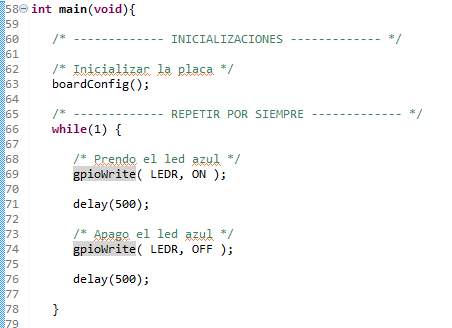 58 int main(void){
59
60 /* ------------- INICIALIZACIONES ------------- */
61
62 /* Inicializar la placa */
63 boardConfig();
64
65 /* ------------- REPETIR POR SIEMPRE ------------- */
66 while(1) {
67
68 /* Prendo el led azul */
69 gpioWrite( LEDR, ON );
70
71 delay(500);
72
73 /* Apago el led azul */
74 gpioWrite( LEDR, OFF );
75
76 delay(500);
77
78 }
79